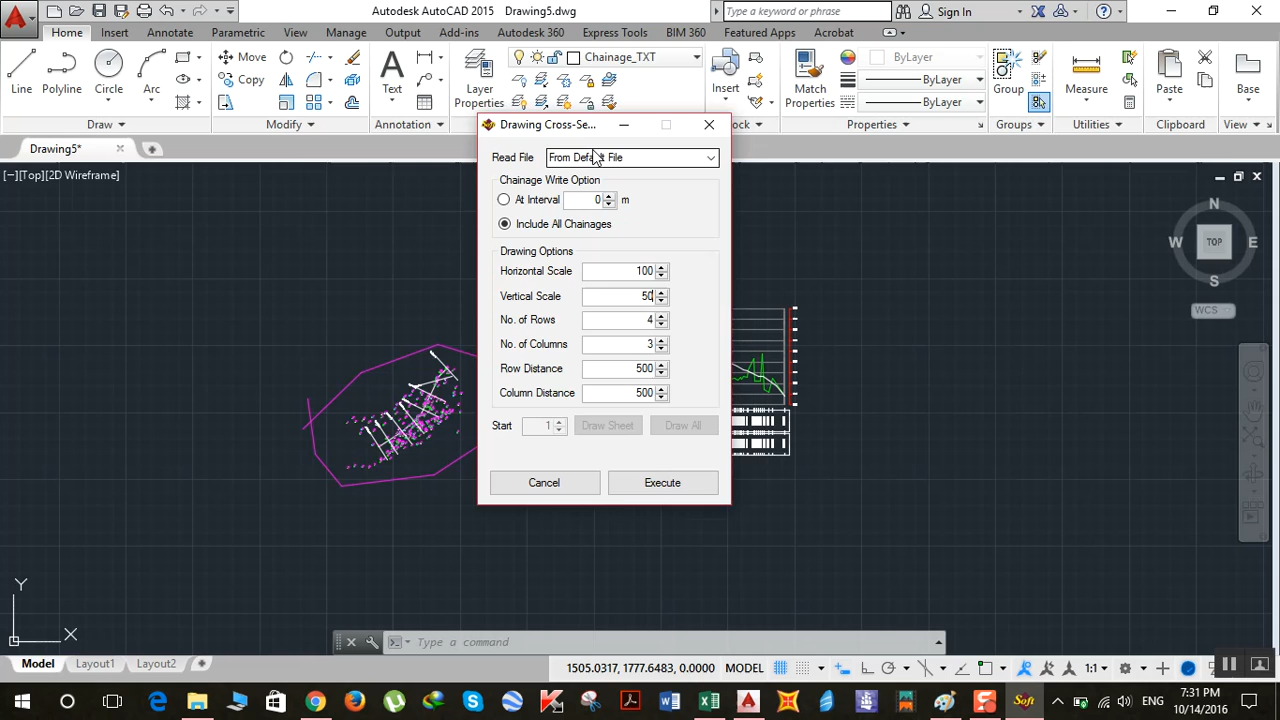 Autodesk AutoCAD 2015 Drawing5.dwg
Type a keyword or phrase
Sign In
Home Insert Annotate Parametric View Manage Output Add-ins Autodesk 360 Express Tools BIM 360 Featured Apps Acrobat
Line Polyline Circle Arc
Move
Copy
Text
Layer Properties
Chainage_TXT
Insert
Match Properties
ByLayer
ByLayer
ByLayer
Group
Measure
Paste
Base
Draw Modify Annotation
Properties Groups Utilities Clipboard View
Drawing5*
[−][Top][2D Wireframe]
Drawing Cross-Se...
Read File From Default File
Chainage Write Option
At Interval 0 m
Include All Chainages
Drawing Options
Horizontal Scale 100
Vertical Scale 50
No. of Rows 4
No. of Columns 3
Row Distance 500
Column Distance 500
Start 1 Draw Sheet Draw All
Cancel Execute
N
W TOP E
S
WCS
Y
X
Type a command
Model Layout1 Layout2
1505.0317, 1777.6483, 0.0000 MODEL 1:1
Soft
ENG
7:31 PM
10/14/2016